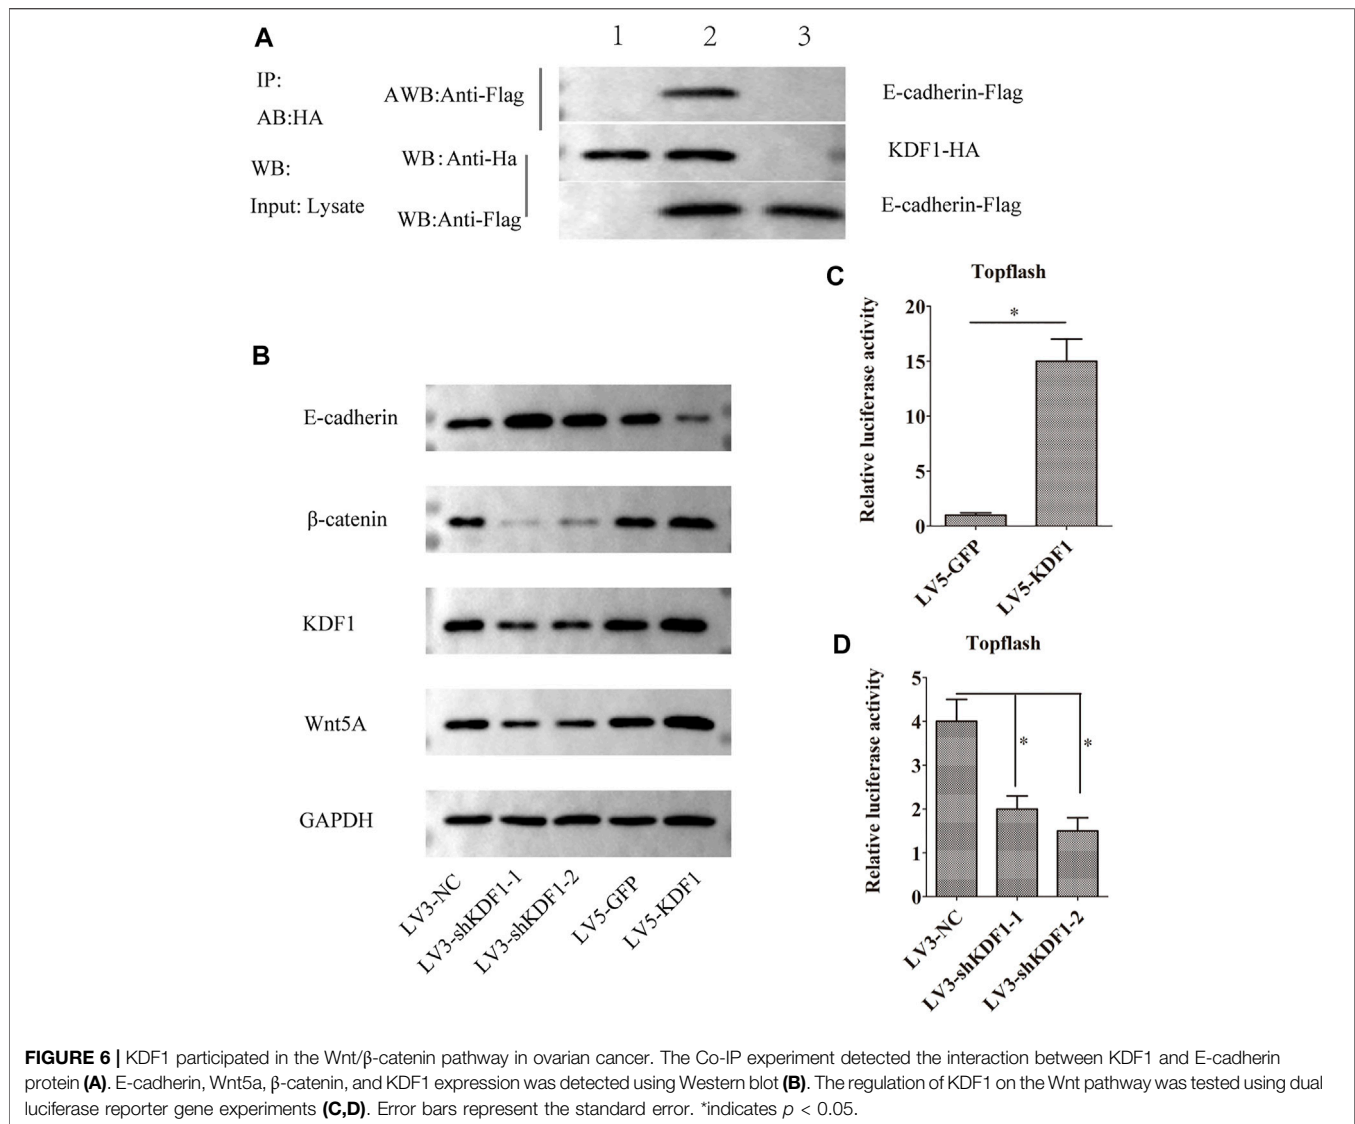 A
1 2 3
IP:
AB:HA
AWB:Anti-Flag
E-cadherin-Flag
WB:
WB:Anti-Ha
KDF1-HA
Input: Lysate
WB:Anti-Flag
E-cadherin-Flag
B
E-cadherin
β-catenin
KDF1
Wnt5A
GAPDH
LV3-NC
LV3-shKDF1-1
LV3-shKDF1-2
LV5-GFP
LV5-KDF1
C
Topflash
Relative luciferase activity
20
15
10
5
0
*
LV5-GFP
LV5-KDF1
D
Topflash
Relative luciferase activity
5
4
3
2
1
0
*
*
LV3-NC
LV3-shKDF1-1
LV3-shKDF1-2
FIGURE 6 | KDF1 participated in the Wnt/β-catenin pathway in ovarian cancer. The Co-IP experiment detected the interaction between KDF1 and E-cadherin
protein (A). E-cadherin, Wnt5a, β-catenin, and KDF1 expression was detected using Western blot (B). The regulation of KDF1 on the Wnt pathway was tested using dual
luciferase reporter gene experiments (C,D). Error bars represent the standard error. *indicates p < 0.05.